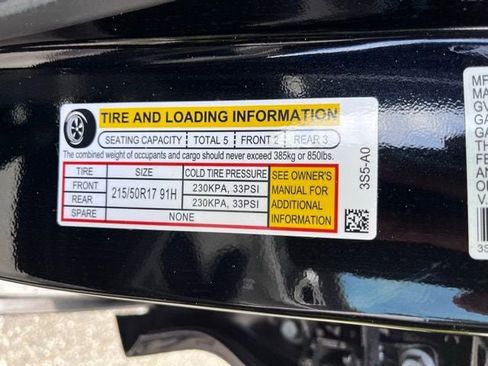 TIRE AND LOADING INFORMATION
SEATING CAPACITY TOTAL 5 FRONT 2 REAR 3
The combined weight of occupants and cargo should never exceed 385kg or 850lbs.
TIRE SIZE COLD TIRE PRESSURE
FRONT 215/50R17 91H 230KPA, 33PSI
REAR 230KPA, 33PSI
SPARE NONE
SEE OWNER'S
MANUAL FOR
ADDITIONAL
INFORMATION
3S5-A0